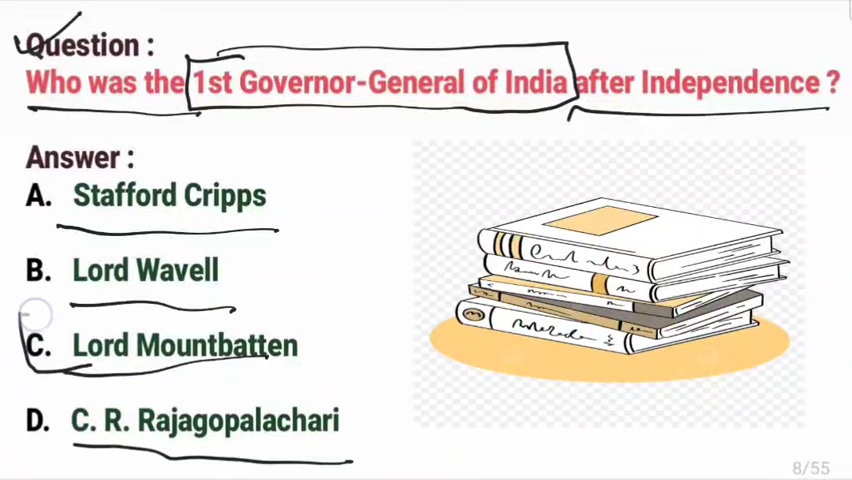 Question :
Who was the 1st Governor-General of India after Independence ?
Answer :
A. Stafford Cripps
B. Lord Wavell
C. Lord Mountbatten
D. C. R. Rajagopalachari
8/55